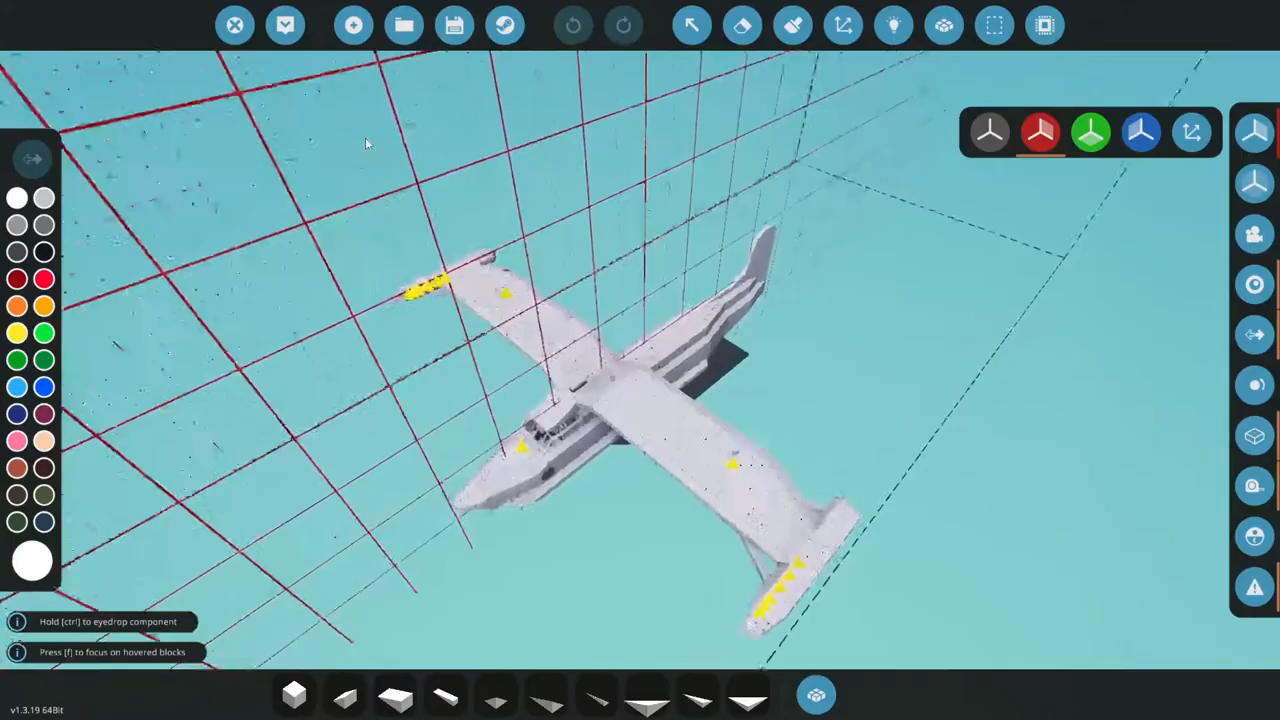 Hold [ctrl] to eyedrop component
Press [f] to focus on hovered blocks
v1.3.19 64Bit